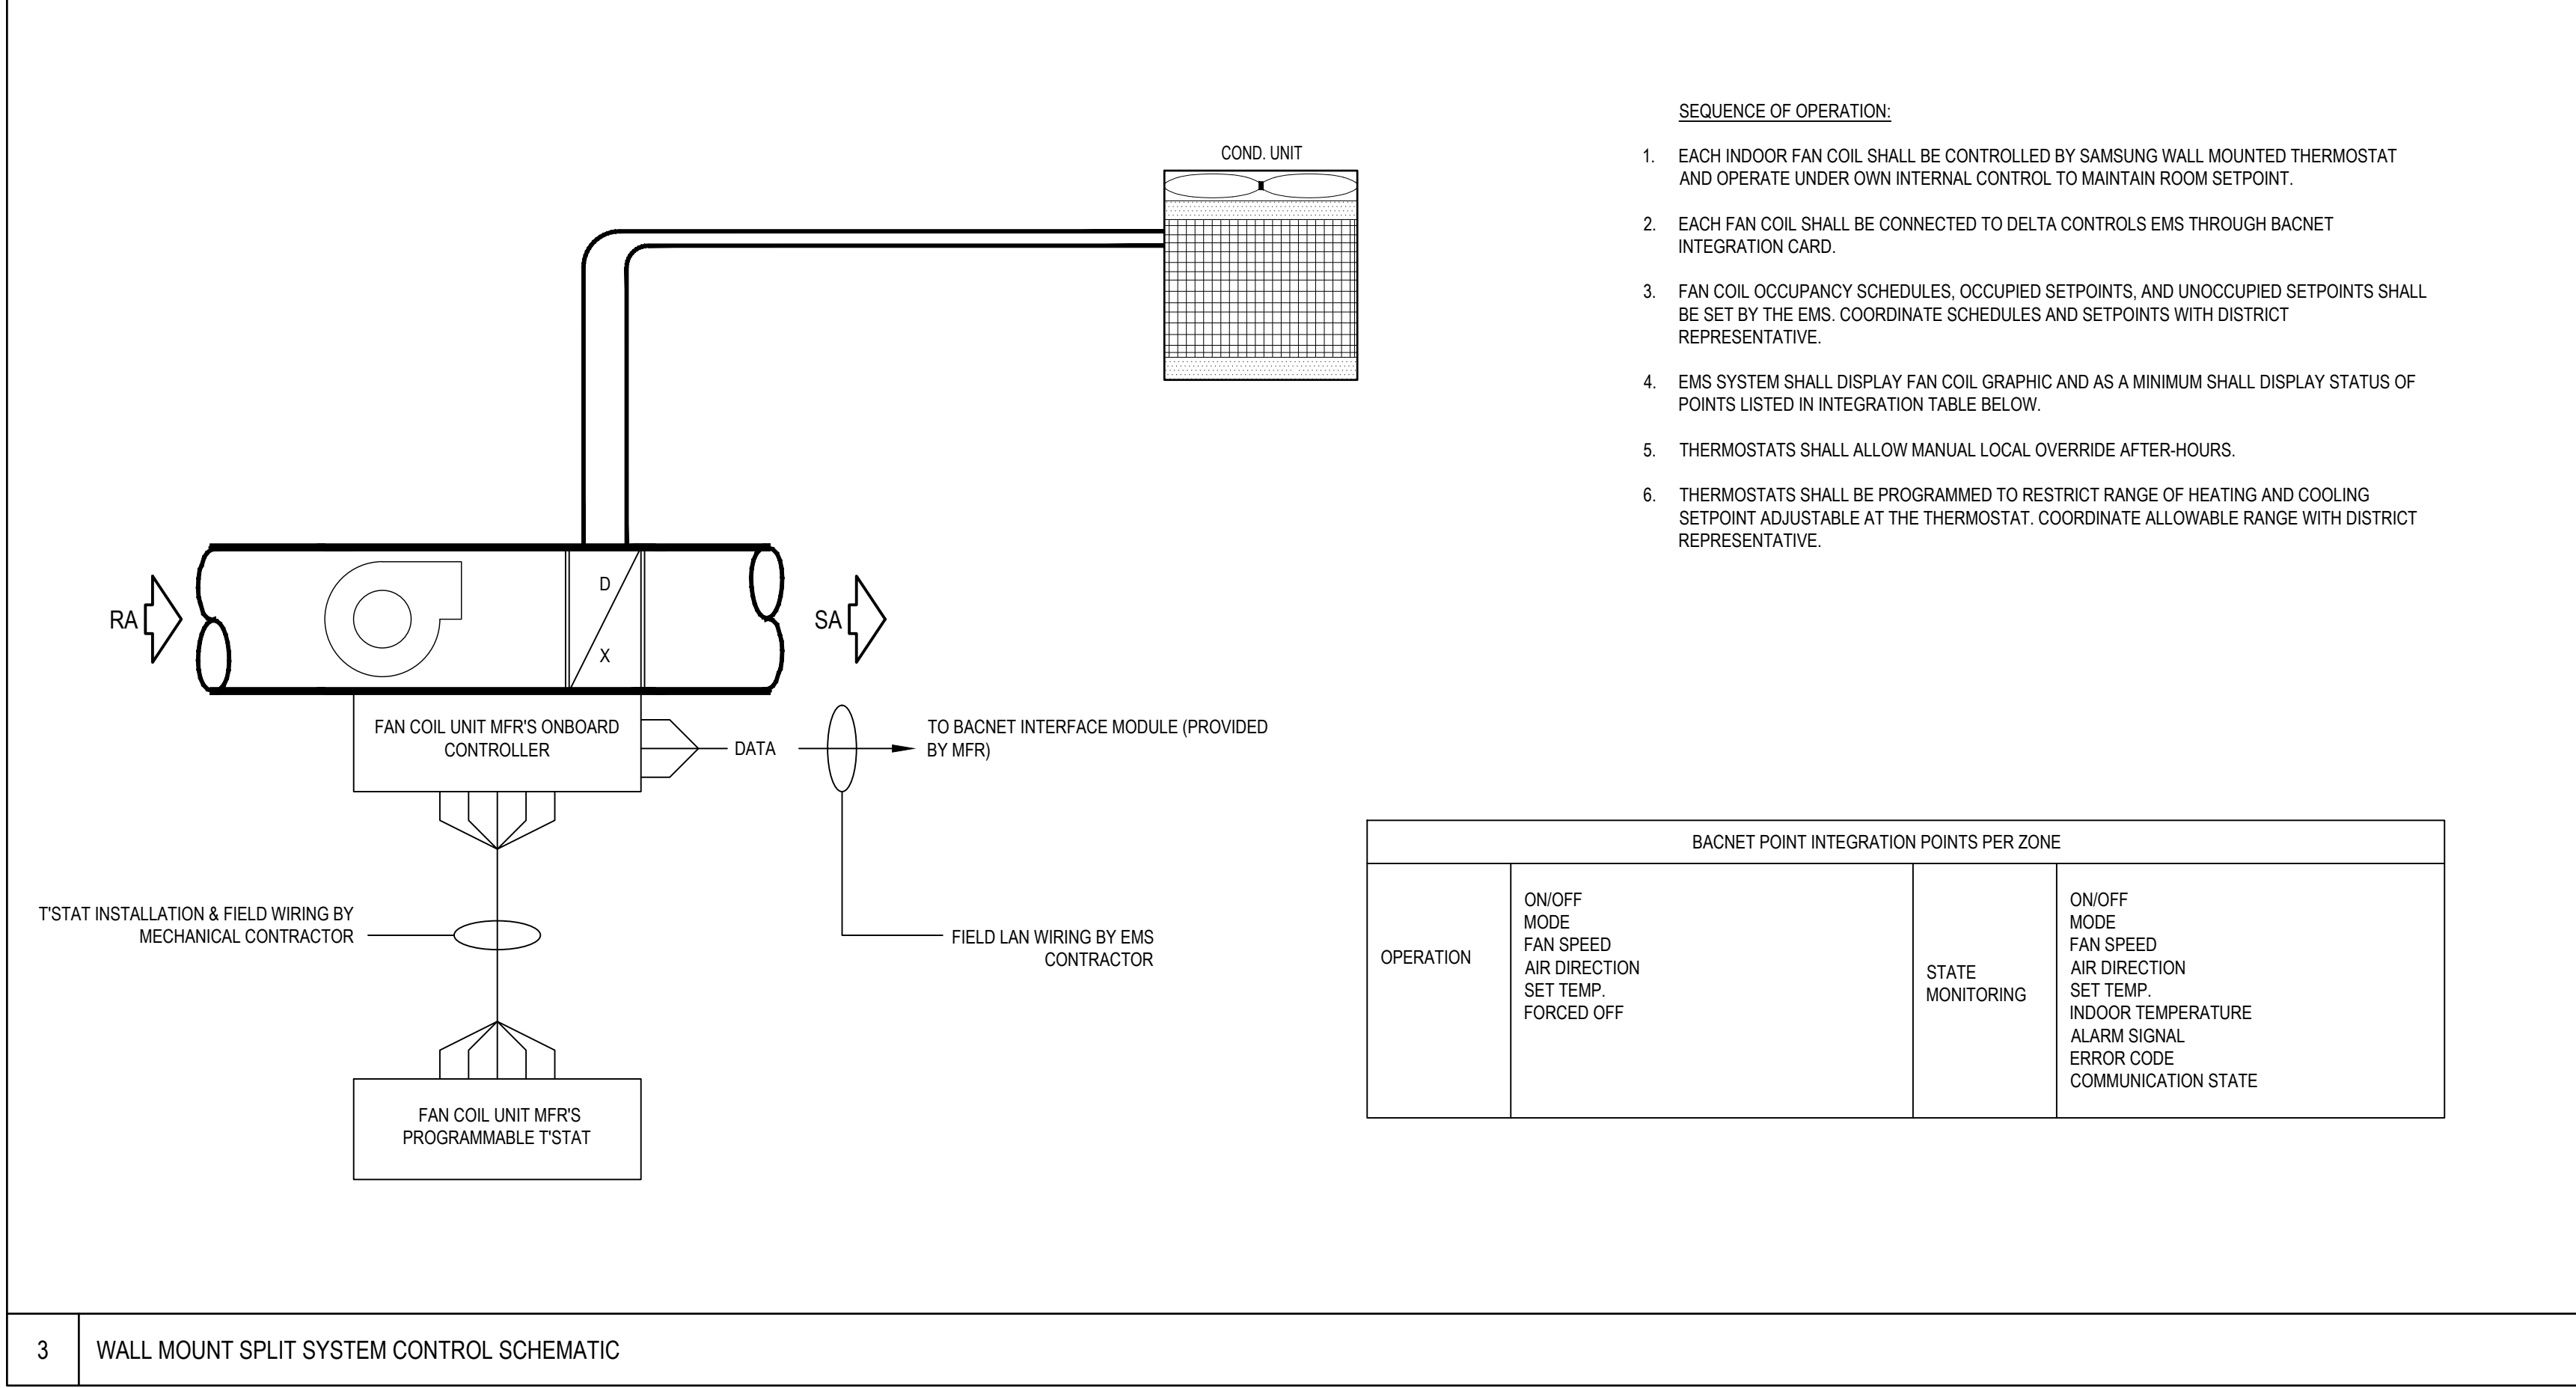 SEQUENCE OF OPERATION:
1. EACH INDOOR FAN COIL SHALL BE CONTROLLED BY SAMSUNG WALL MOUNTED THERMOSTAT
AND OPERATE UNDER OWN INTERNAL CONTROL TO MAINTAIN ROOM SETPOINT.
2. EACH FAN COIL SHALL BE CONNECTED TO DELTA CONTROLS EMS THROUGH BACNET
INTEGRATION CARD.
3. FAN COIL OCCUPANCY SCHEDULES, OCCUPIED SETPOINTS, AND UNOCCUPIED SETPOINTS SHALL
BE SET BY THE EMS. COORDINATE SCHEDULES AND SETPOINTS WITH DISTRICT
REPRESENTATIVE.
4. EMS SYSTEM SHALL DISPLAY FAN COIL GRAPHIC AND AS A MINIMUM SHALL DISPLAY STATUS OF
POINTS LISTED IN INTEGRATION TABLE BELOW.
5. THERMOSTATS SHALL ALLOW MANUAL LOCAL OVERRIDE AFTER-HOURS.
6. THERMOSTATS SHALL BE PROGRAMMED TO RESTRICT RANGE OF HEATING AND COOLING
SETPOINT ADJUSTABLE AT THE THERMOSTAT. COORDINATE ALLOWABLE RANGE WITH DISTRICT
REPRESENTATIVE.
COND. UNIT
RA
D
X
SA
FAN COIL UNIT MFR'S ONBOARD
CONTROLLER
DATA
TO BACNET INTERFACE MODULE (PROVIDED
BY MFR)
T'STAT INSTALLATION & FIELD WIRING BY
MECHANICAL CONTRACTOR
FIELD LAN WIRING BY EMS
CONTRACTOR
FAN COIL UNIT MFR'S
PROGRAMMABLE T'STAT
BACNET POINT INTEGRATION POINTS PER ZONE
OPERATION
ON/OFF
MODE
FAN SPEED
AIR DIRECTION
SET TEMP.
FORCED OFF
STATE
MONITORING
ON/OFF
MODE
FAN SPEED
AIR DIRECTION
SET TEMP.
INDOOR TEMPERATURE
ALARM SIGNAL
ERROR CODE
COMMUNICATION STATE
3 WALL MOUNT SPLIT SYSTEM CONTROL SCHEMATIC